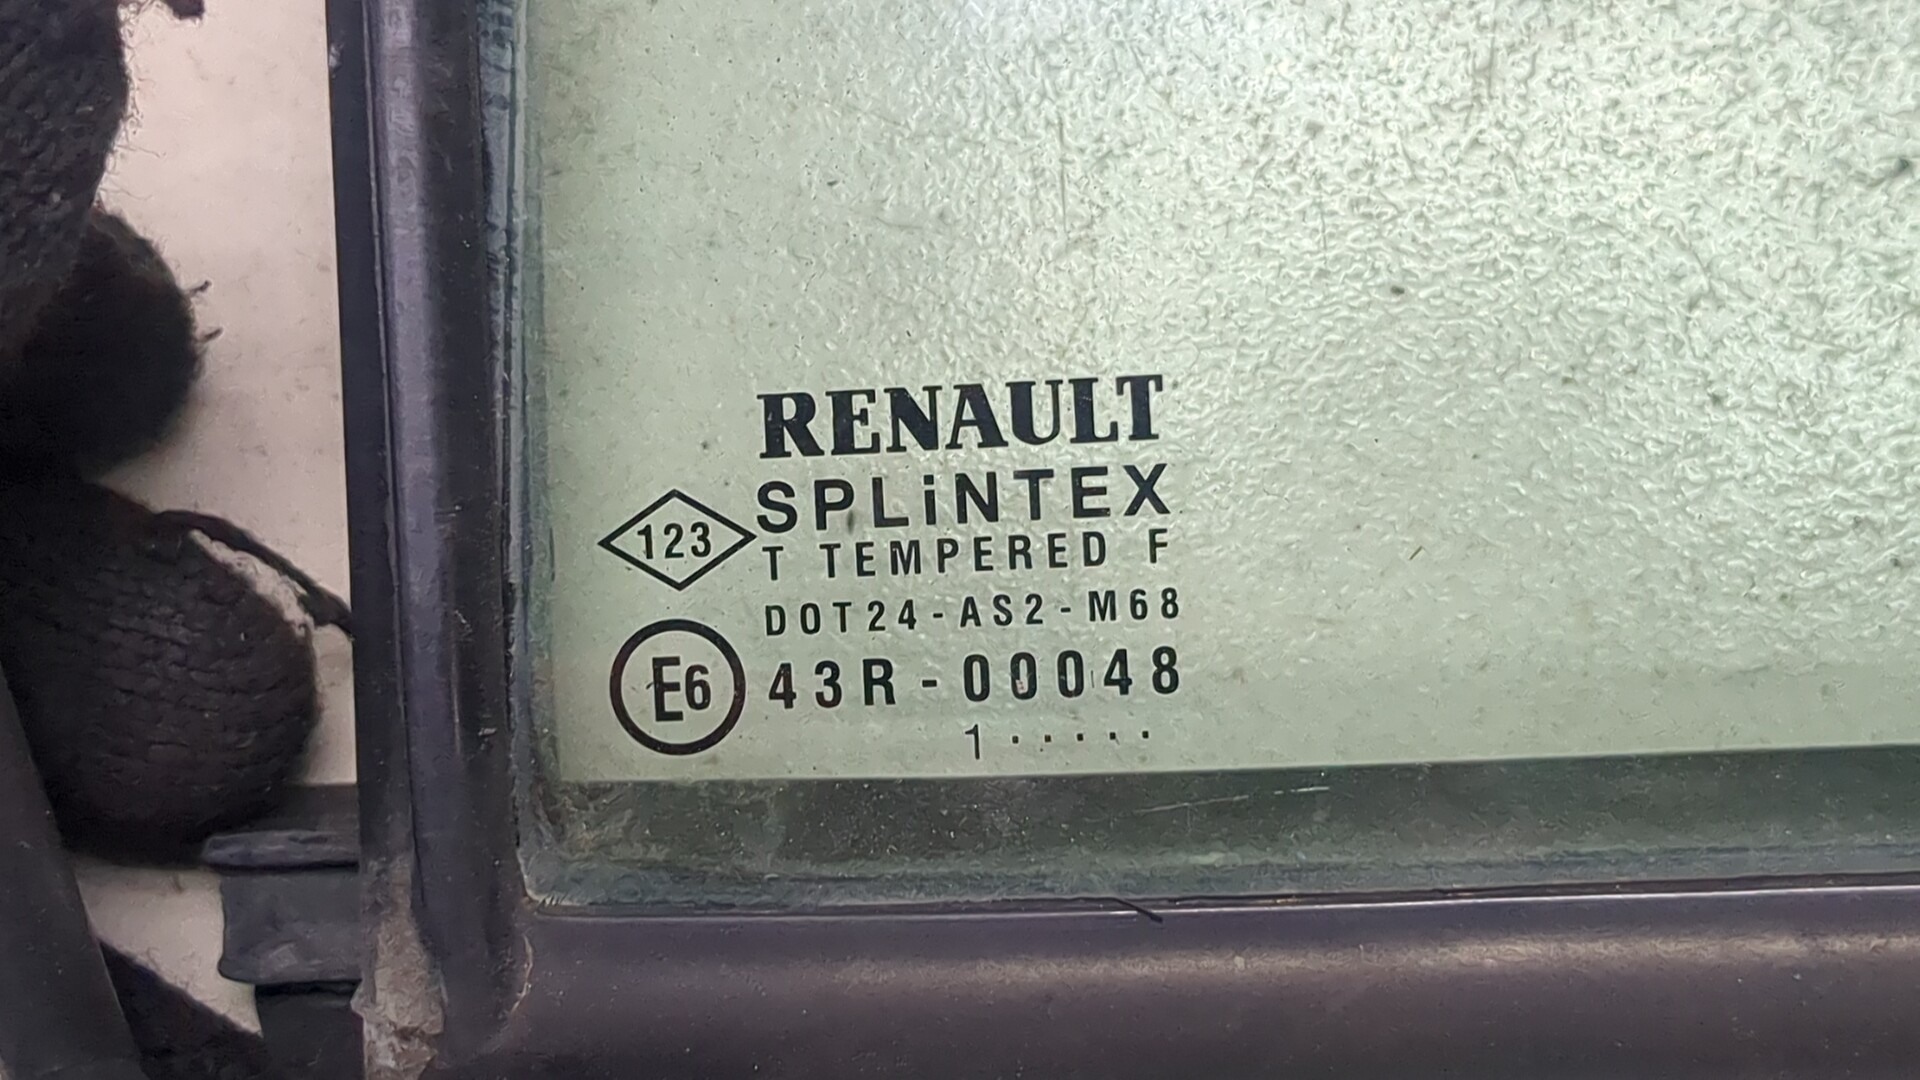 RENAULT
SPLiNTEX
123
T TEMPERED F
DOT24-AS2-M68
E6 43R-00048
1 · · · · ·